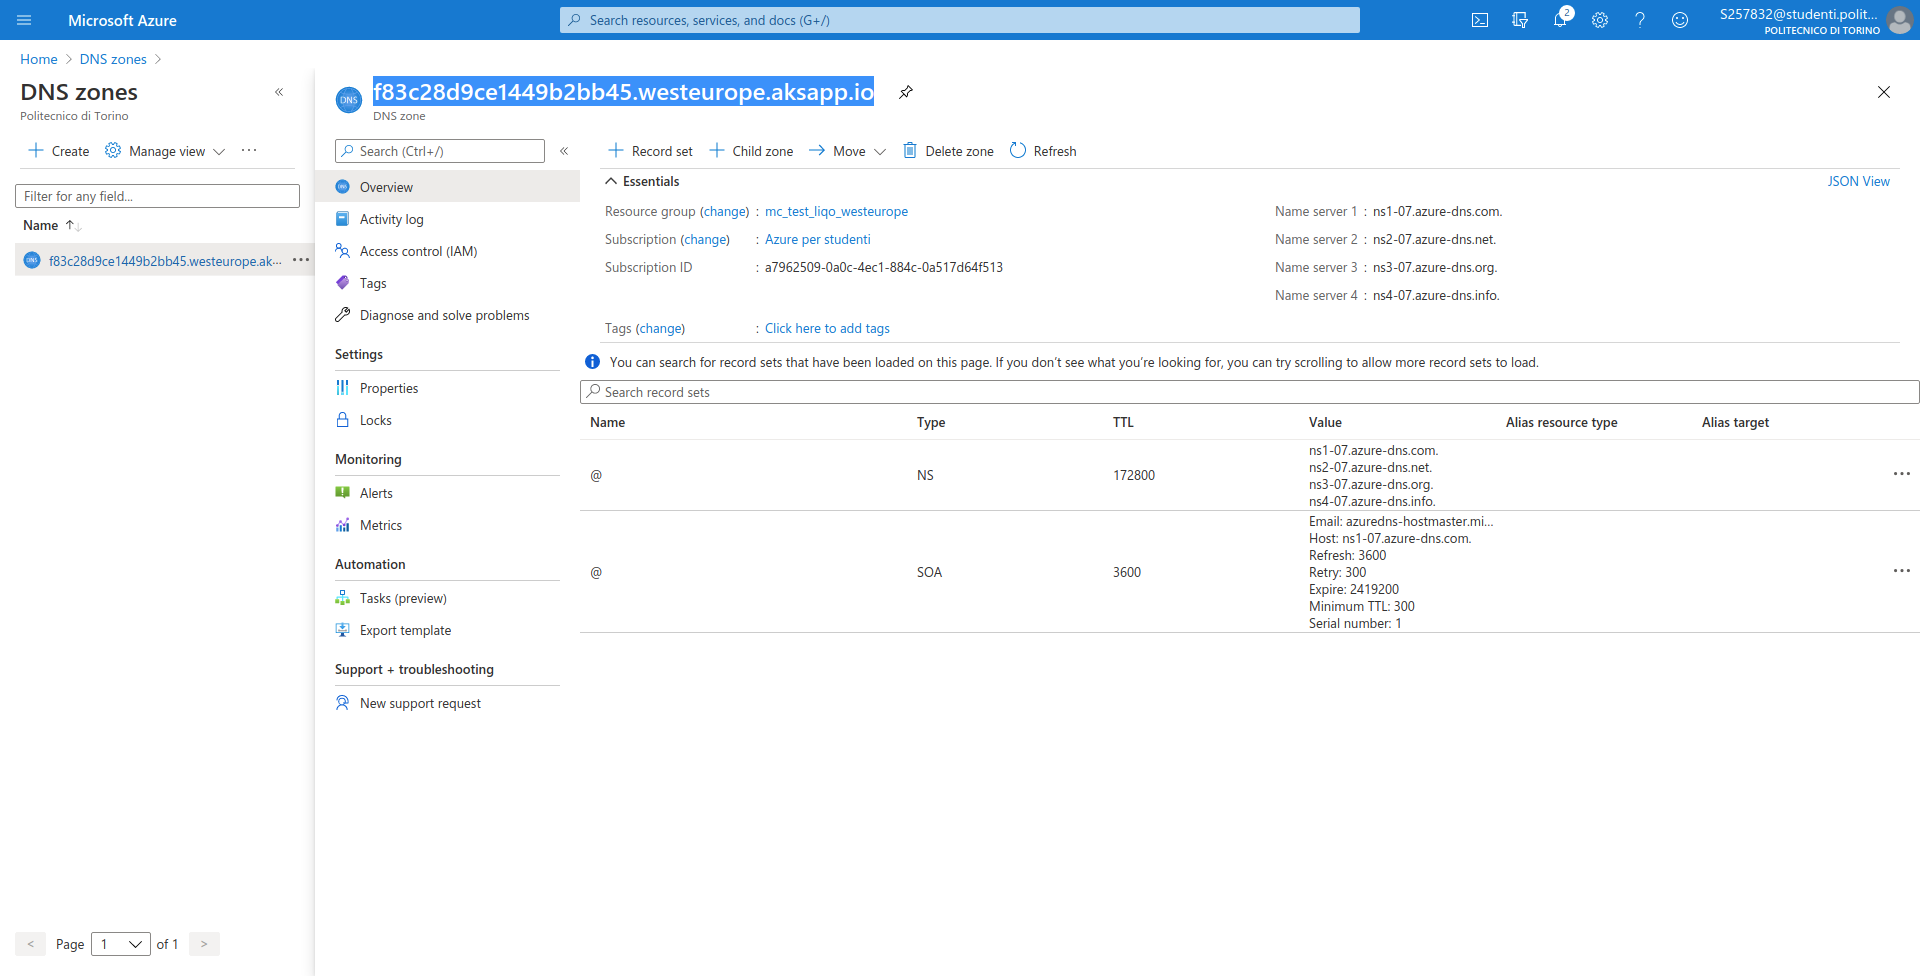 Microsoft Azure
Search resources, services, and docs (G+/)
2
S257832@studenti.polit...
POLITECNICO DI TORINO
Home > DNS zones >
DNS zones
«
Politecnico di Torino
Create
Manage view
...
Filter for any field...
Name
DNS
f83c28d9ce1449b2bb45.westeurope.ak...
...
< Page 1 of 1 >
DNS
f83c28d9ce1449b2bb45.westeurope.aksapp.io
DNS zone
Search (Ctrl+/)
«
Overview
Activity log
Access control (IAM)
Tags
Diagnose and solve problems
Settings
Properties
Locks
Monitoring
Alerts
Metrics
Automation
Tasks (preview)
Export template
Support + troubleshooting
New support request
Record set
Child zone
Move
Delete zone
Refresh
Essentials
JSON View
Resource group (change) : mc_test_liqo_westeurope
Subscription (change) : Azure per studenti
Subscription ID : a7962509-0a0c-4ec1-884c-0a517d64f513
Name server 1 : ns1-07.azure-dns.com.
Name server 2 : ns2-07.azure-dns.net.
Name server 3 : ns3-07.azure-dns.org.
Name server 4 : ns4-07.azure-dns.info.
Tags (change) : Click here to add tags
You can search for record sets that have been loaded on this page. If you don't see what you're looking for, you can try scrolling to allow more record sets to load.
Search record sets
Name Type TTL Value Alias resource type Alias target
@ NS 172800
ns1-07.azure-dns.com.
ns2-07.azure-dns.net.
ns3-07.azure-dns.org.
ns4-07.azure-dns.info.
...
@ SOA 3600
Email: azuredns-hostmaster.mi...
Host: ns1-07.azure-dns.com.
Refresh: 3600
Retry: 300
Expire: 2419200
Minimum TTL: 300
Serial number: 1
...